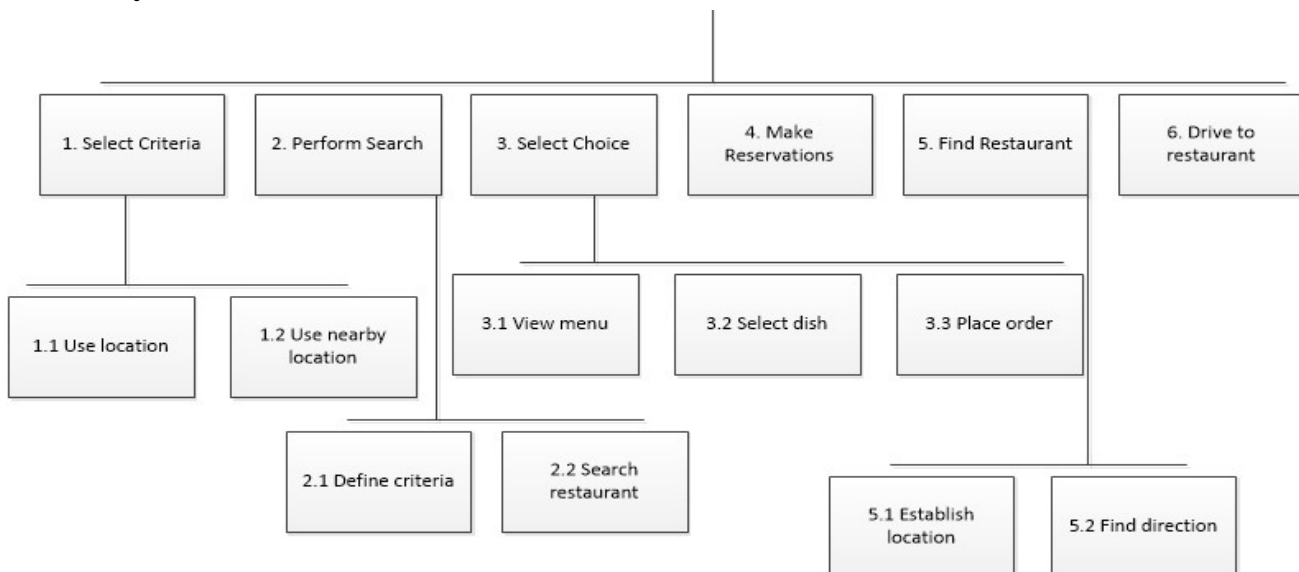 1. Select Criteria
2. Perform Search
3. Select Choice
4. Make
Reservations
5. Find Restaurant
6. Drive to
restaurant
1.1 Use location
1.2 Use nearby
location
3.1 View menu
3.2 Select dish
3.3 Place order
2.1 Define criteria
2.2 Search
restaurant
5.1 Establish
location
5.2 Find direction